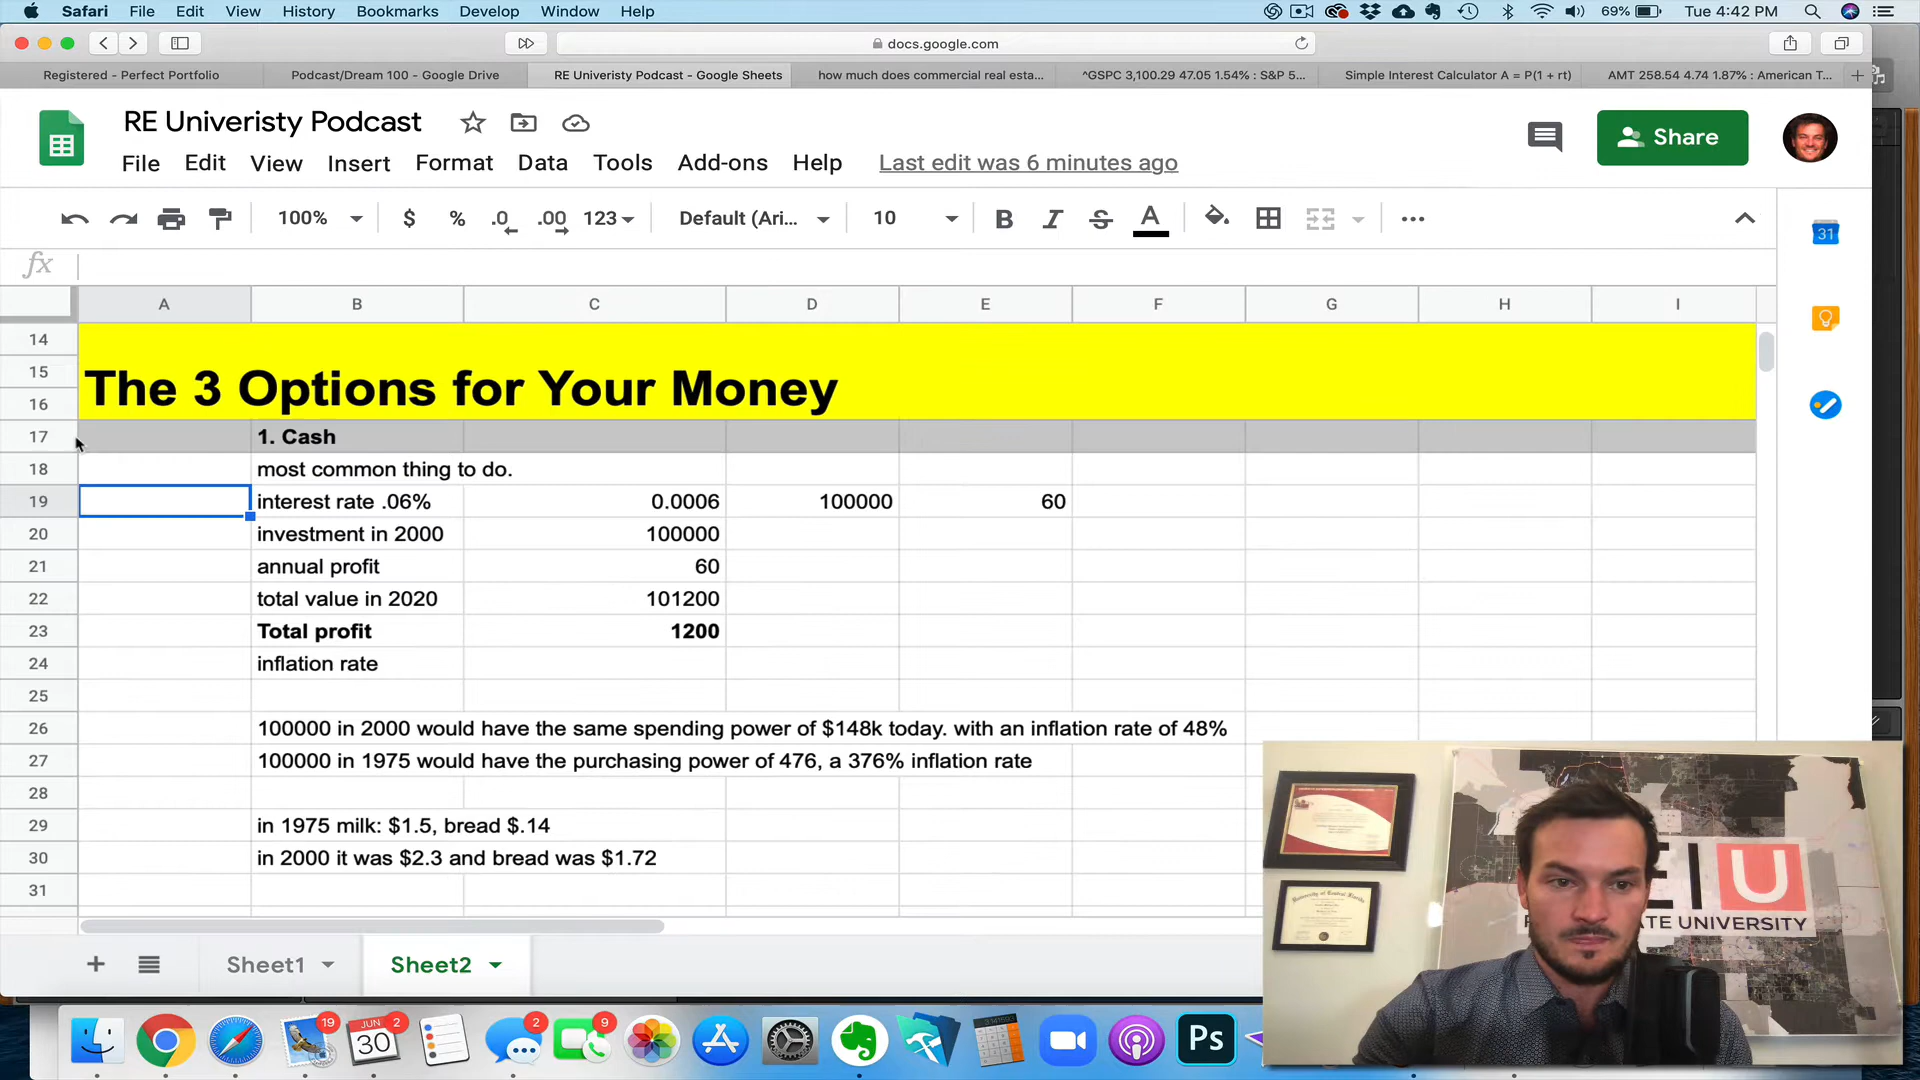 Safari File Edit View History Bookmarks Develop Window Help 69% Tue 4:42 PM
docs.google.com
Registered - Perfect Portfolio Podcast/Dream 100 - Google Drive RE Univeristy Podcast - Google Sheets how much does commercial real esta... ^GSPC 3,100.29 47.05 1.54% : S&P 5... Simple Interest Calculator A = P(1 + rt) AMT 258.54 4.74 1.87% : American T...
RE Univeristy Podcast
Share
File Edit View Insert Format Data Tools Add-ons Help Last edit was 6 minutes ago
100% $ % .0 .00 123 Default (Ari... 10 B I S A
31
fx
A B C D E F G H I
14
15 The 3 Options for Your Money
16
17 1. Cash
18 most common thing to do.
19 interest rate .06% 0.0006 100000 60
20 investment in 2000 100000
21 annual profit 60
22 total value in 2020 101200
23 Total profit 1200
24 inflation rate
25
26 100000 in 2000 would have the same spending power of $148k today. with an inflation rate of 48%
27 100000 in 1975 would have the purchasing power of 476, a 376% inflation rate
28
29 in 1975 milk: $1.5, bread $.14
30 in 2000 it was $2.3 and bread was $1.72
31
U
UNIVERSITY
Sheet1 Sheet2
19 JUN 2 30 2 9 Ps